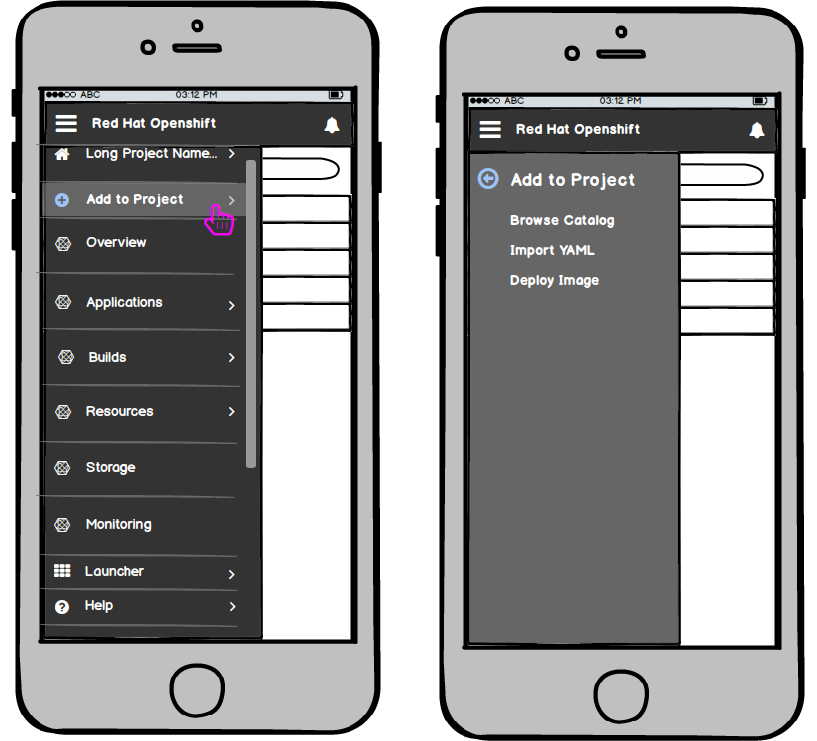 ABC 03:12 PM
Red Hat Openshift
Long Project Name...
Add to Project
Overview
Applications
Builds
Resources
Storage
Monitoring
Launcher
Help
ABC 03:12 PM
Red Hat Openshift
Add to Project
Browse Catalog
Import YAML
Deploy Image